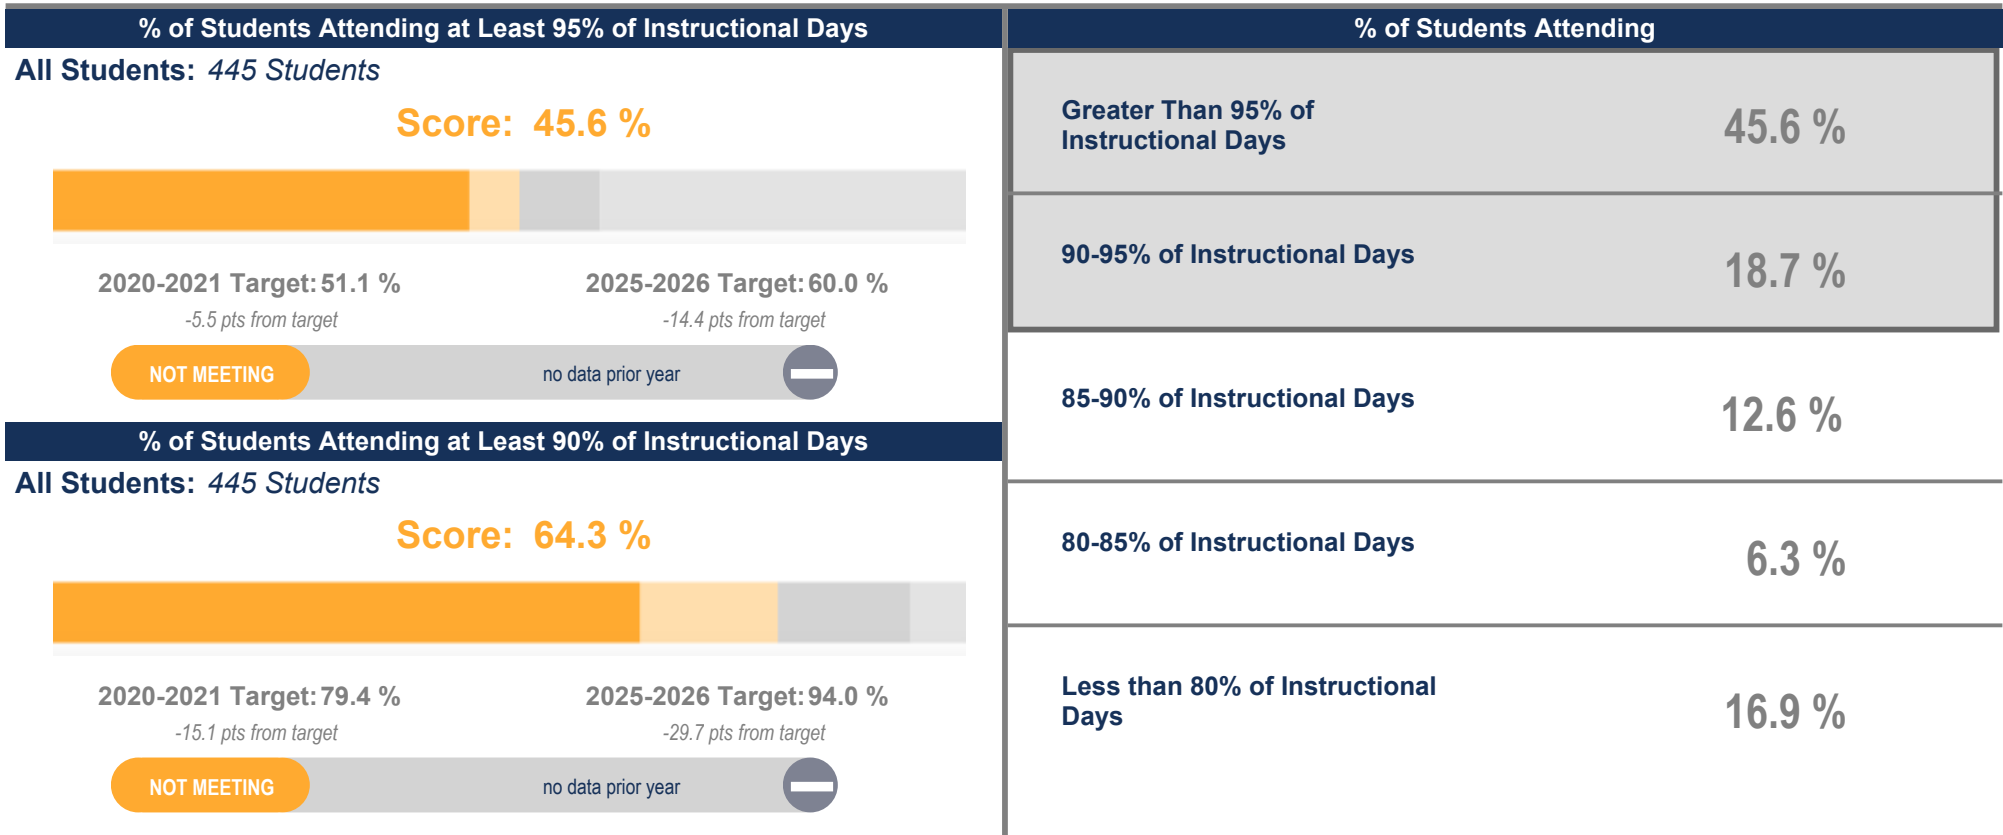 % of Students Attending at Least 95% of Instructional Days
All Students: 445 Students
Score: 45.6 %
2020-2021 Target: 51.1 %
-5.5 pts from target
2025-2026 Target: 60.0 %
-14.4 pts from target
NOT MEETING
no data prior year
% of Students Attending at Least 90% of Instructional Days
All Students: 445 Students
Score: 64.3 %
2020-2021 Target: 79.4 %
-15.1 pts from target
2025-2026 Target: 94.0 %
-29.7 pts from target
NOT MEETING
no data prior year
% of Students Attending
Greater Than 95% of
Instructional Days
45.6 %
90-95% of Instructional Days
18.7 %
85-90% of Instructional Days
12.6 %
80-85% of Instructional Days
6.3 %
Less than 80% of Instructional
Days
16.9 %